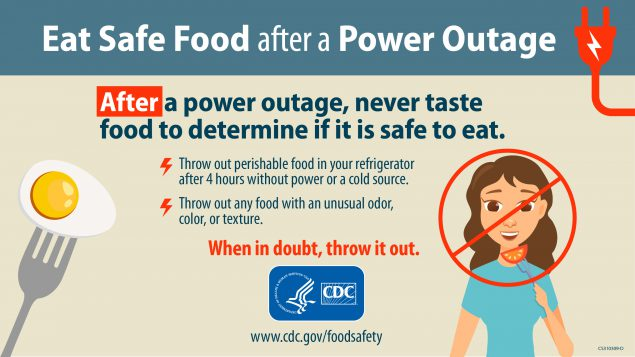 Eat Safe Food after a Power Outage
After a power outage, never taste
food to determine if it is safe to eat.
Throw out perishable food in your refrigerator
after 4 hours without power or a cold source.
Throw out any food with an unusual odor,
color, or texture.
When in doubt, throw it out.
CDC
www.cdc.gov/foodsafety